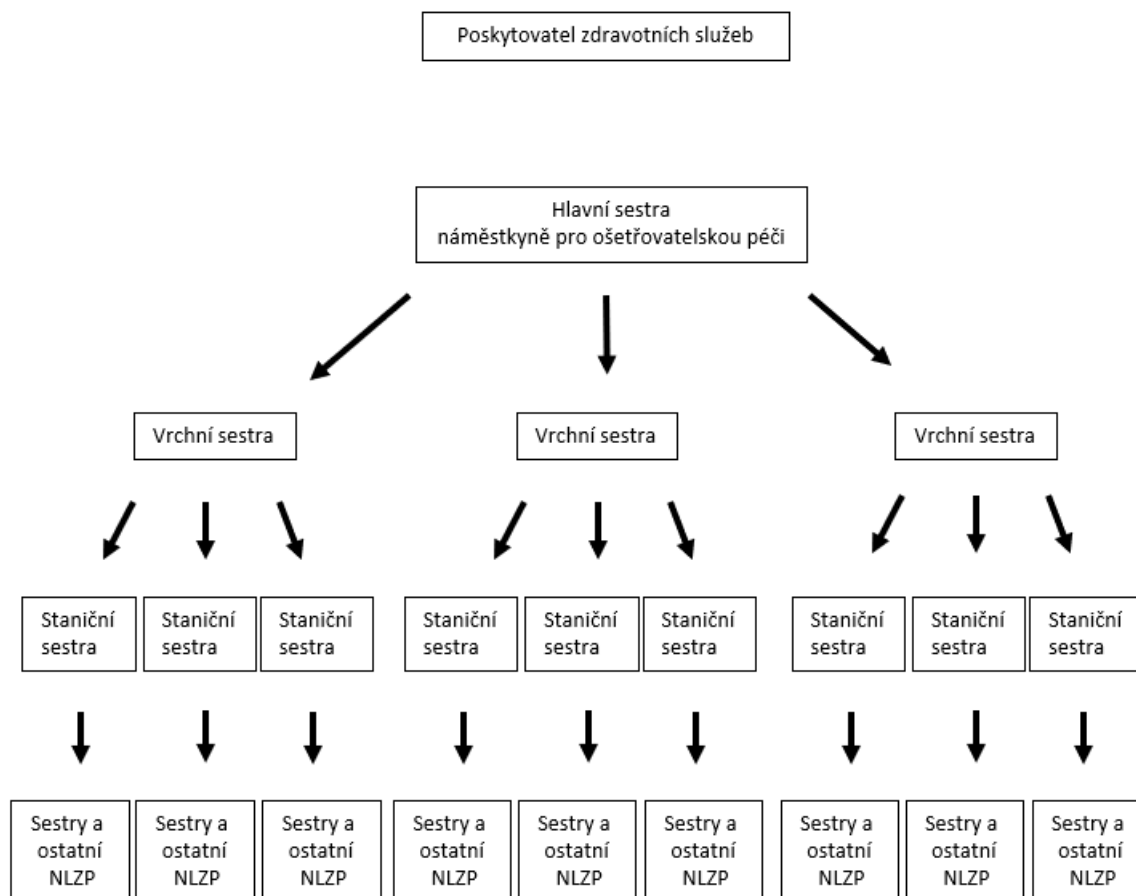 Poskytovatel zdravotních služeb
Hlavní sestra
náměstkyně pro ošetřovatelskou péči
Vrchní sestra
Vrchní sestra
Vrchní sestra
Staniční
sestra
Staniční
sestra
Staniční
sestra
Staniční
sestra
Staniční
sestra
Staniční
sestra
Staniční
sestra
Staniční
sestra
Staniční
sestra
Sestry a
ostatní
NLZP
Sestry a
ostatní
NLZP
Sestry a
ostatní
NLZP
Sestry a
ostatní
NLZP
Sestry a
ostatní
NLZP
Sestry a
ostatní
NLZP
Sestry a
ostatní
NLZP
Sestry a
ostatní
NLZP
Sestry a
ostatní
NLZP